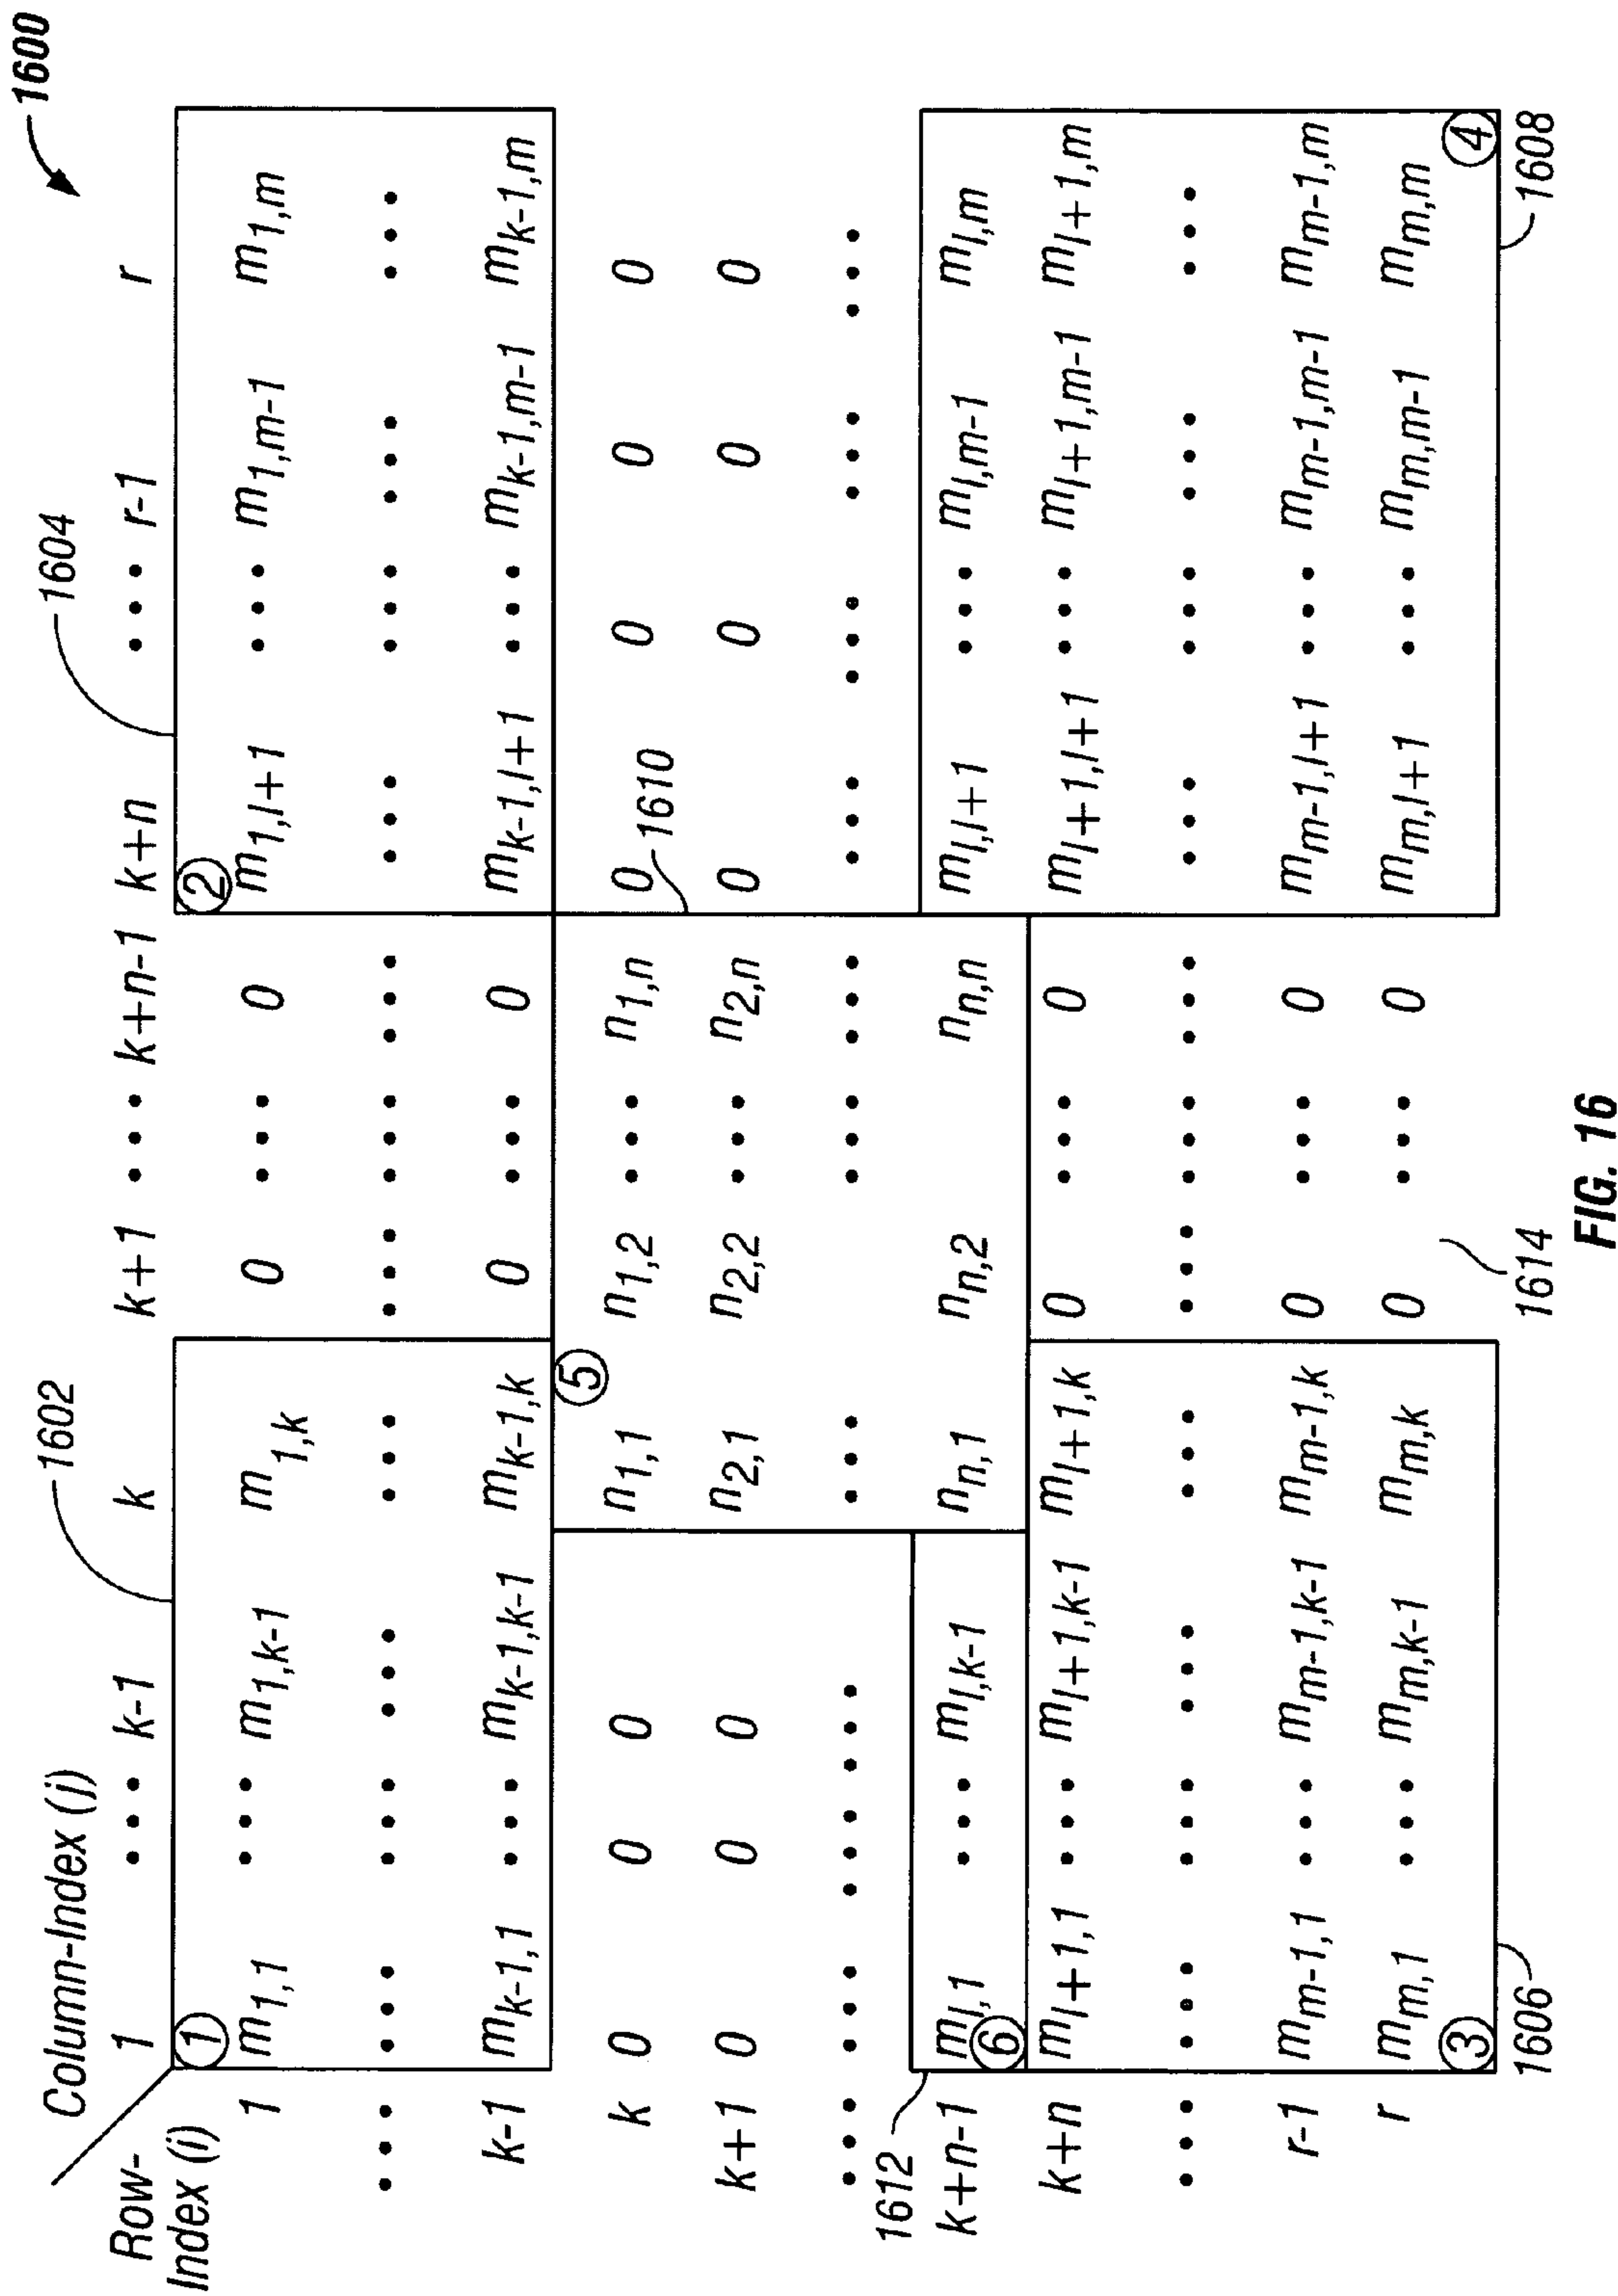 1600
Column-Index (j)
Row-Index (i)
1 • • • k-1 k k+1 • • • k+n-1 k+n • • • r-1 r
1602
1604
① ②
1 m1,1 • • • m1,k-1 m1,k 0 • • • 0 m1,l+1 • • • m1,m-1 m1,m
• • • • • • • • • • • • • • • • • • • • • • • • • • • • • •
k-1 mk-1,1 • • • mk-1,k-1 mk-1,k 0 • • • 0 mk-1,l+1 • • • mk-1,m-1 mk-1,m
⑤
k 0 0 0 n1,1 n1,2 • • • n1,n 0 0 0 0
1610
k+1 0 0 0 n2,1 n2,2 • • • n2,n 0 0 0 0
• • • • • • • • • • • • • • • • • • • • • • • • • • •
1612
k+n-1 ml,1 • • • ml,k-1 nn,1 nn,2 nn,n ml,l+1 • • • ml,m-1 ml,m
⑥
k+n ml+1,1 • • • ml+1,k-1 ml+1,k 0 • • • 0 ml+1,l+1 • • • ml+1,m-1 ml+1,m
• • • • • • • • • • • • • • • • • • • • • • • • • • • • • •
r-1 mm-1,1 • • • mm-1,k-1 mm-1,k 0 • • • 0 mm-1,l+1 • • • mm-1,m-1 mm-1,m
r mm,1 • • • mm,k-1 mm,k 0 • • • 0 mm,l+1 • • • mm,m-1 mm,m
③ ④
1606 1614 1608
FIG. 16